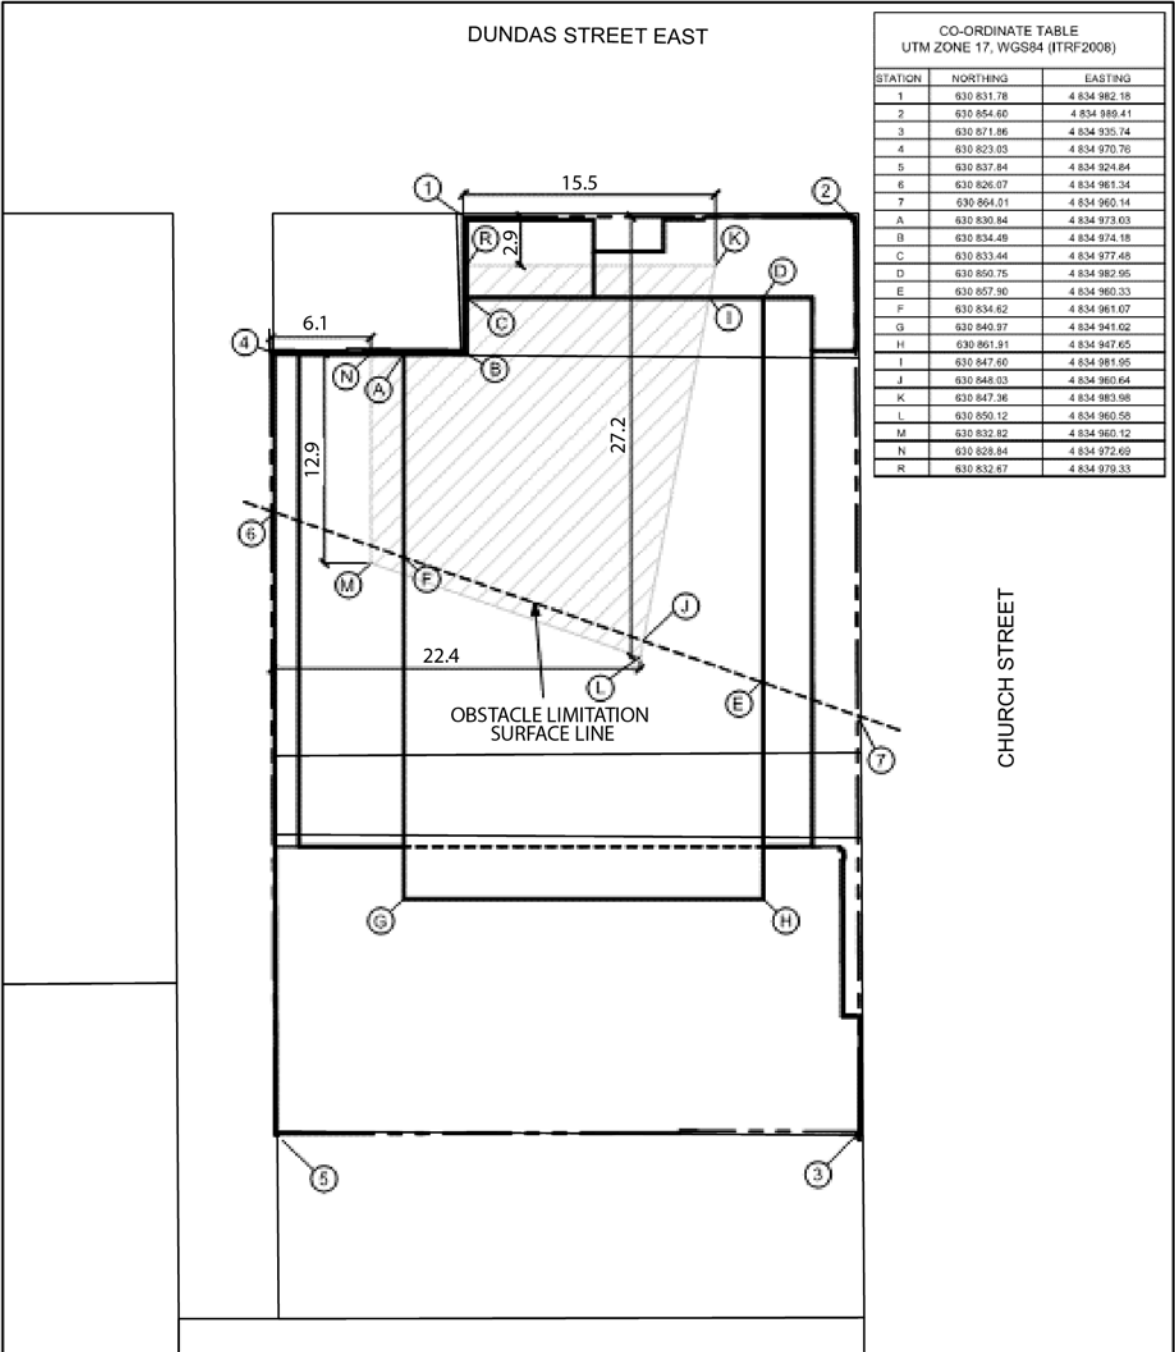 DUNDAS STREET EAST
CO-ORDINATE TABLE
UTM ZONE 17, WGS84 (ITRF2008)
STATION NORTHING EASTING
1 630 831.78 4 834 982.18
2 630 854.60 4 834 989.41
3 630 871.86 4 834 935.74
4 630 823.03 4 834 970.76
5 630 837.84 4 834 924.84
6 630 826.07 4 834 961.34
7 630 864.01 4 834 960.14
A 630 830.84 4 834 973.03
B 630 834.49 4 834 974.18
C 630 833.44 4 834 977.48
D 630 850.75 4 834 982.95
E 630 857.90 4 834 960.33
F 630 834.62 4 834 961.07
G 630 840.97 4 834 941.02
H 630 861.91 4 834 947.65
I 630 847.60 4 834 981.95
J 630 848.03 4 834 960.64
K 630 847.36 4 834 983.98
L 630 850.12 4 834 960.58
M 630 832.82 4 834 960.12
N 630 828.84 4 834 972.69
R 630 832.67 4 834 979.33
1
15.5
2
R
2.9
K
D
C
I
6.1
4
N
A
B
12.9
27.2
6
M
F
J
22.4
L
E
OBSTACLE LIMITATION
SURFACE LINE
7
CHURCH STREET
G
H
5
3